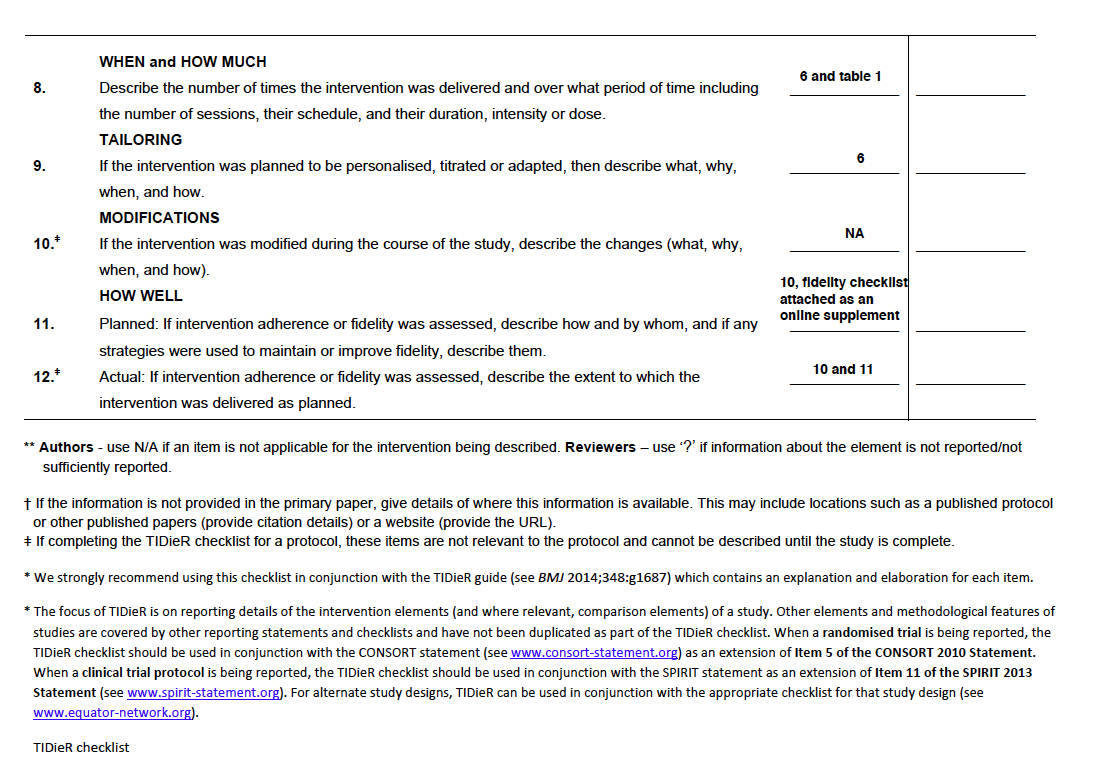 WHEN and HOW MUCH
6 and table 1
8. Describe the number of times the intervention was delivered and over what period of time including
the number of sessions, their schedule, and their duration, intensity or dose.
TAILORING
9. If the intervention was planned to be personalised, titrated or adapted, then describe what, why, 6
when, and how.
MODIFICATIONS
10.ǂ If the intervention was modified during the course of the study, describe the changes (what, why, NA
when, and how).
HOW WELL
10, fidelity checklist
attached as an
online supplement
11. Planned: If intervention adherence or fidelity was assessed, describe how and by whom, and if any
strategies were used to maintain or improve fidelity, describe them.
12.ǂ Actual: If intervention adherence or fidelity was assessed, describe the extent to which the 10 and 11
intervention was delivered as planned.
** Authors - use N/A if an item is not applicable for the intervention being described. Reviewers – use ‘?’ if information about the element is not reported/not
sufficiently reported.
† If the information is not provided in the primary paper, give details of where this information is available. This may include locations such as a published protocol
or other published papers (provide citation details) or a website (provide the URL).
ǂ If completing the TIDieR checklist for a protocol, these items are not relevant to the protocol and cannot be described until the study is complete.
* We strongly recommend using this checklist in conjunction with the TIDieR guide (see BMJ 2014;348:g1687) which contains an explanation and elaboration for each item.
* The focus of TIDieR is on reporting details of the intervention elements (and where relevant, comparison elements) of a study. Other elements and methodological features of
studies are covered by other reporting statements and checklists and have not been duplicated as part of the TIDieR checklist. When a randomised trial is being reported, the
TIDieR checklist should be used in conjunction with the CONSORT statement (see www.consort-statement.org) as an extension of Item 5 of the CONSORT 2010 Statement.
When a clinical trial protocol is being reported, the TIDieR checklist should be used in conjunction with the SPIRIT statement as an extension of Item 11 of the SPIRIT 2013
Statement (see www.spirit-statement.org). For alternate study designs, TIDieR can be used in conjunction with the appropriate checklist for that study design (see
www.equator-network.org).
TIDieR checklist